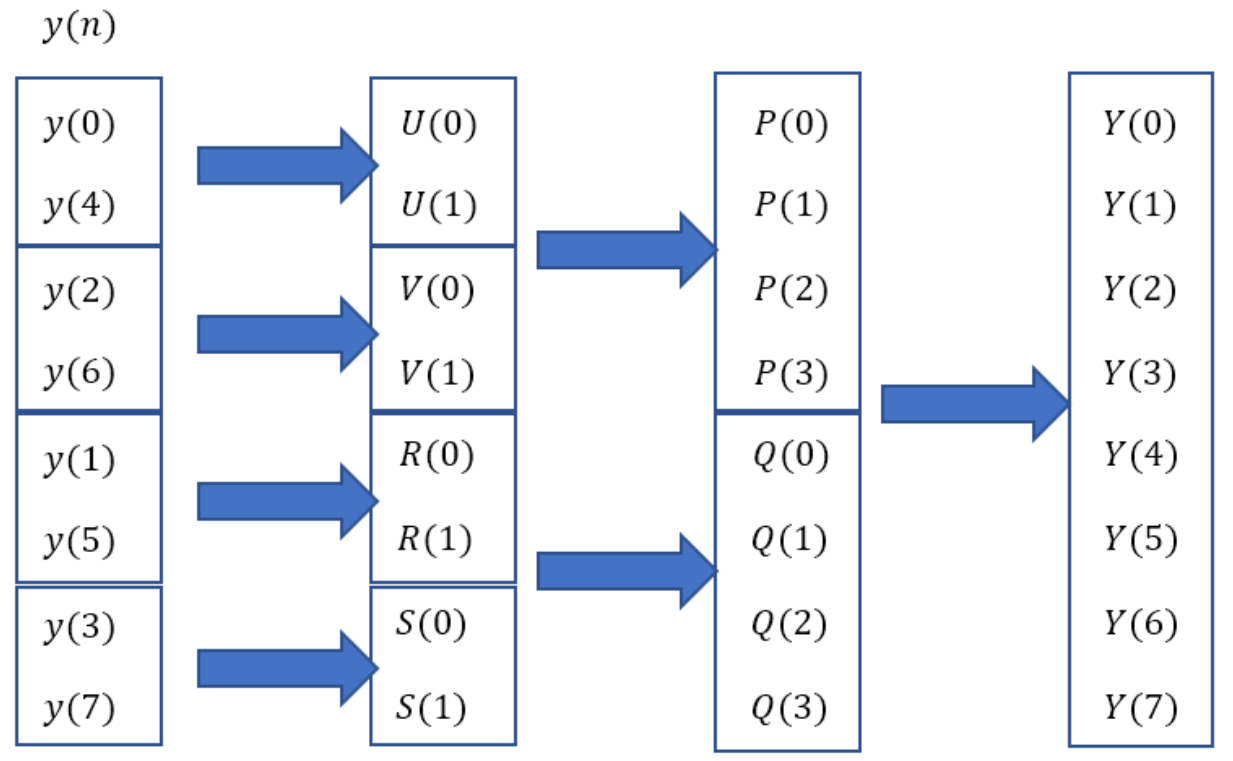 y(n)
y(0) U(0) P(0) Y(0)
y(4) U(1) P(1) Y(1)
y(2) V(0) P(2) Y(2)
y(6) V(1) P(3) Y(3)
y(1) R(0) Q(0) Y(4)
y(5) R(1) Q(1) Y(5)
y(3) S(0) Q(2) Y(6)
y(7) S(1) Q(3) Y(7)